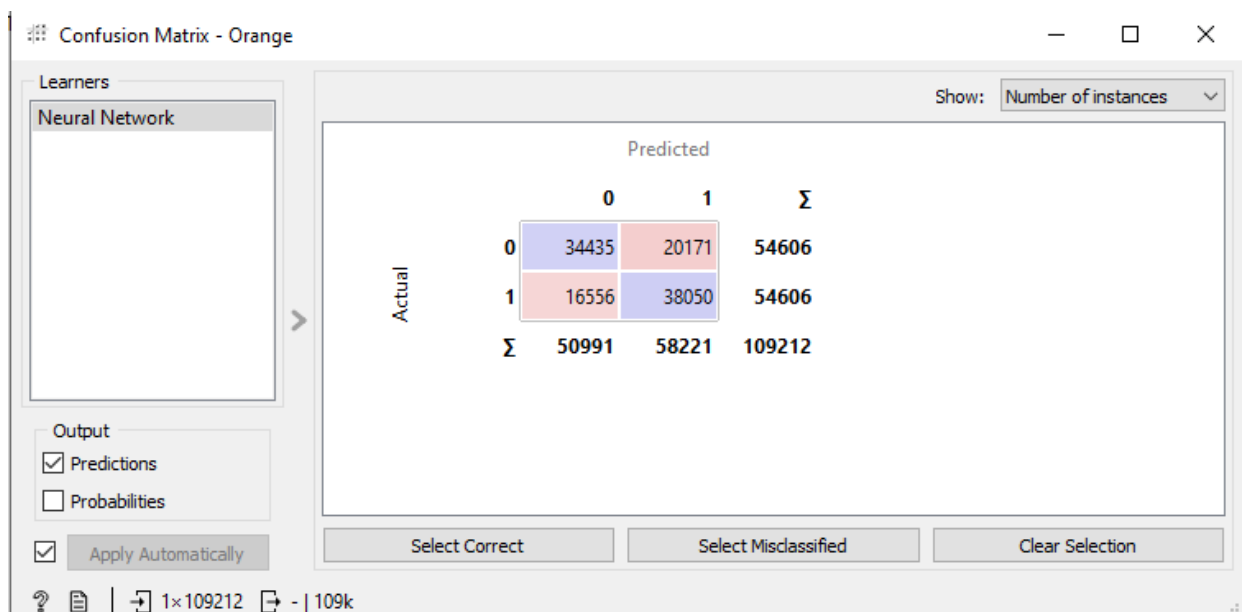 Confusion Matrix - Orange
Learners
Neural Network
Show: Number of instances
Predicted
0 1 Σ
0 34435 20171 54606
Actual
1 16556 38050 54606
Σ 50991 58221 109212
Output
Predictions
Probabilities
Apply Automatically
Select Correct Select Misclassified Clear Selection
? 1×109212 - | 109k